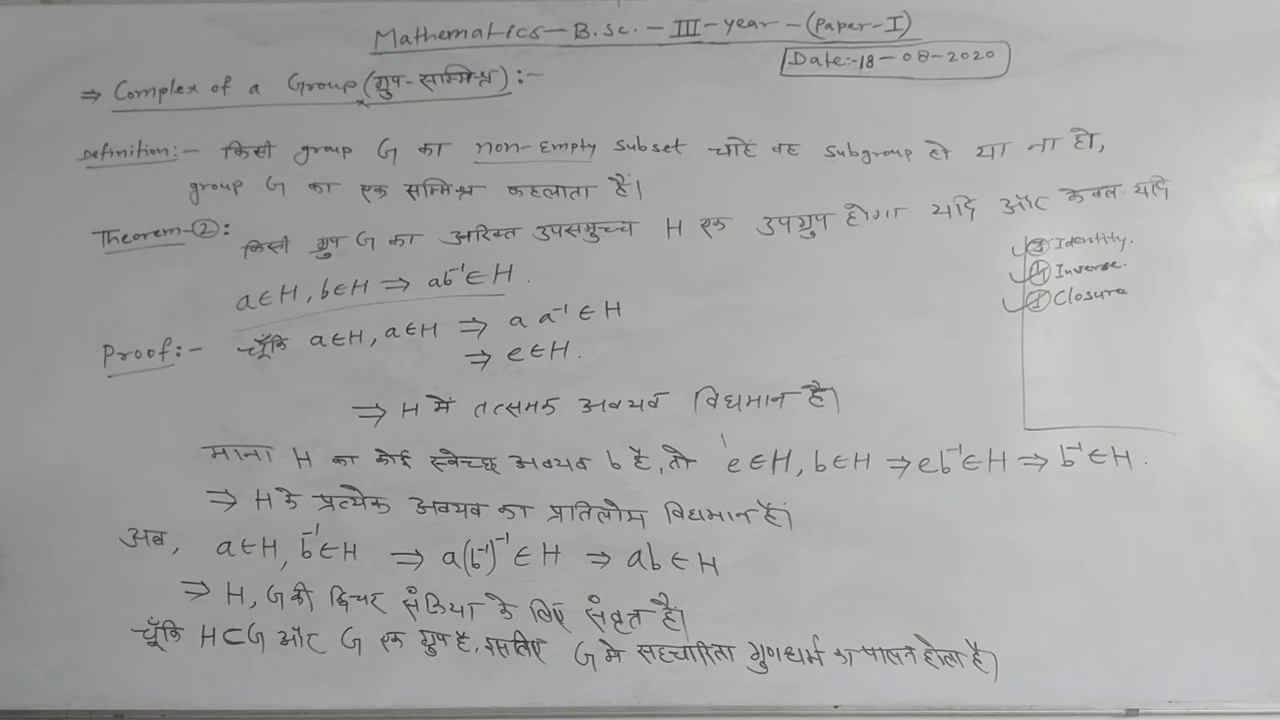 Mathematics-B.Sc.-III-year-(Paper-I)
Date:-18-08-2020
⇒ Complex of a Group(ग्रुप-सम्मिश्र):-
Definition:- किसी group G का non-Empty subset चाहें वह subgroup हो या ना हो,
group G का एक सम्मिश्र कहलाता है।
Theorem-②: किसी ग्रुप G का अरिक्त उपसमुच्च H एक उपग्रुप होगा यदि और केवल यदि
a∈H, b∈H ⇒ ab⁻¹∈H.
③ Identity.
④ Inverse.
① Closure
Proof:- चूँकि a∈H, a∈H ⇒ a a⁻¹ ∈ H
⇒ e∈H.
⇒ H में तत्समक अवयव विद्यमान है।
माना H का कोई स्वेच्छ अवयव b है, तो e∈H, b∈H ⇒ eb⁻¹∈H ⇒ b⁻¹∈H.
⇒ H के प्रत्येक अवयव का प्रतिलोम विद्यमान है।
अब, a∈H, b⁻¹∈H ⇒ a(b⁻¹)⁻¹ ∈ H ⇒ ab∈H
⇒ H, G की द्विचर संक्रिया के लिए संवृत है।
चूँकि H⊂G और G एक ग्रुप है, इसलिए G मे सहचारिता गुणधर्म का पालन होता है।